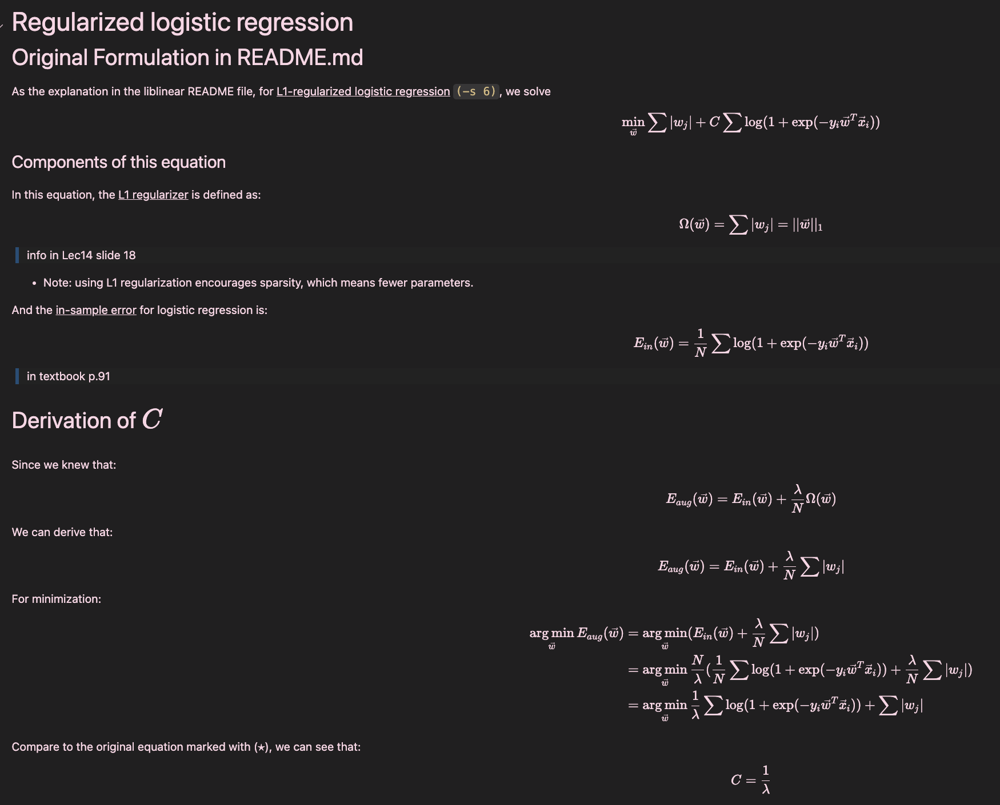 Regularized logistic regression
Original Formulation in README.md
As the explanation in the liblinear README file, for L1-regularized logistic regression (-s 6), we solve
$$\min_{\vec{w}} \sum |w_j| + C \sum \log(1 + \exp(-y_i \vec{w}^T \vec{x}_i))$$
Components of this equation
In this equation, the L1 regularizer is defined as:
$$\Omega(\vec{w}) = \sum |w_j| = ||\vec{w}||_1$$
info in Lec14 slide 18
• Note: using L1 regularization encourages sparsity, which means fewer parameters.
And the in-sample error for logistic regression is:
$$E_{in}(\vec{w}) = \frac{1}{N} \sum \log(1 + \exp(-y_i \vec{w}^T \vec{x}_i))$$
in textbook p.91
Derivation of $C$
Since we knew that:
$$E_{aug}(\vec{w}) = E_{in}(\vec{w}) + \frac{\lambda}{N} \Omega(\vec{w})$$
We can derive that:
$$E_{aug}(\vec{w}) = E_{in}(\vec{w}) + \frac{\lambda}{N} \sum |w_j|$$
For minimization:
$$\arg\min_{\vec{w}} E_{aug}(\vec{w}) = \arg\min_{\vec{w}} (E_{in}(\vec{w}) + \frac{\lambda}{N} \sum |w_j|)$$
$$= \arg\min_{\vec{w}} \frac{N}{\lambda} (\frac{1}{N} \sum \log(1 + \exp(-y_i \vec{w}^T \vec{x}_i)) + \frac{\lambda}{N} \sum |w_j|)$$
$$= \arg\min_{\vec{w}} \frac{1}{\lambda} \sum \log(1 + \exp(-y_i \vec{w}^T \vec{x}_i)) + \sum |w_j|$$
Compare to the original equation marked with (⋆), we can see that:
$$C = \frac{1}{\lambda}$$